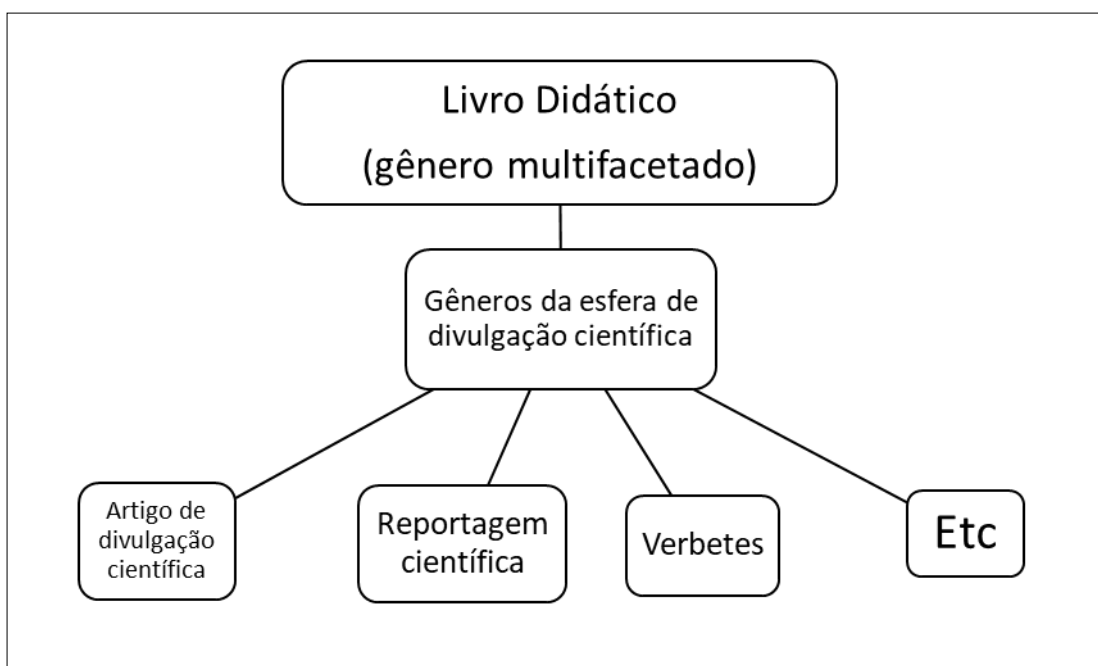 Livro Didático
(gênero multifacetado)
Gêneros da esfera de
divulgação científica
Artigo de
divulgação
científica
Reportagem
científica
Verbetes
Etc